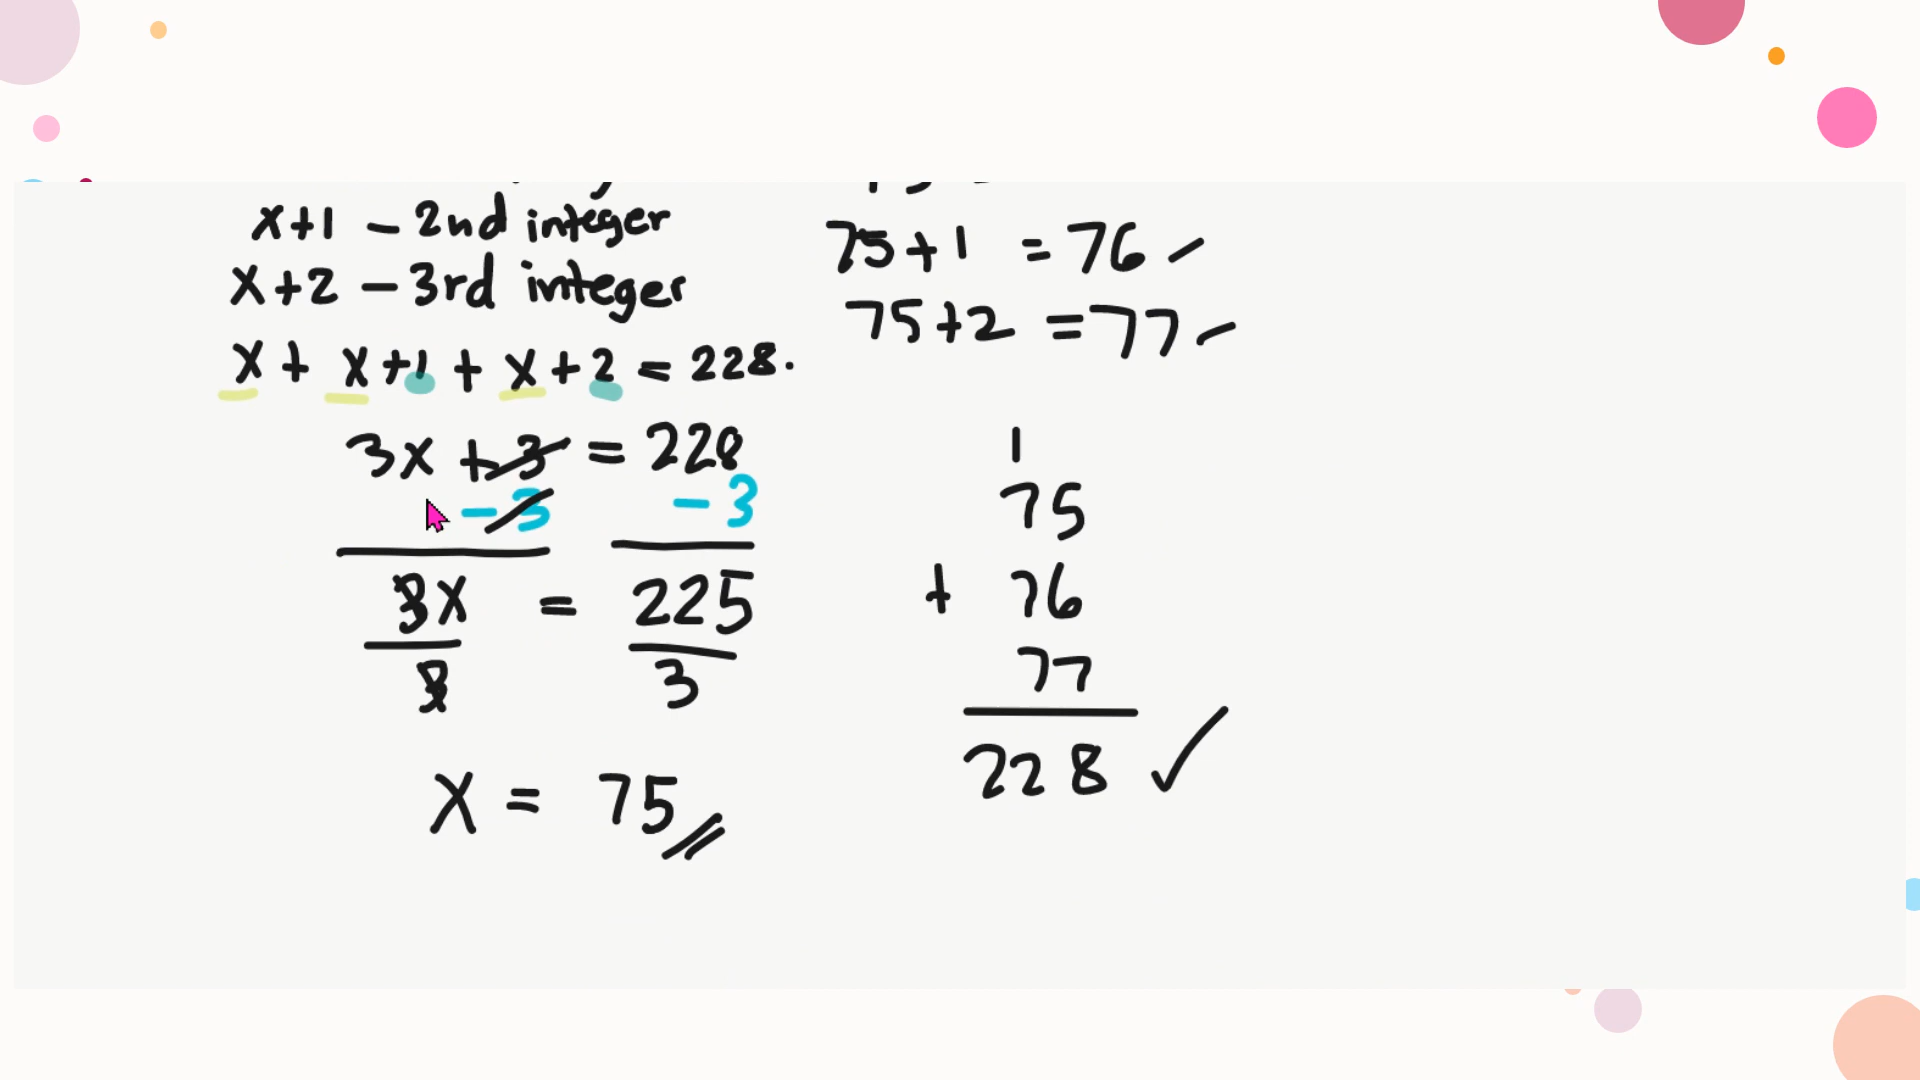 x+1 - 2nd integer
x+2 - 3rd integer
x + x+1 + x+2 = 228.
3x + 3 = 228
- 3 - 3
3x = 225
3 3
x = 75
75+1 = 76
75+2 = 77
1
75
+ 76
77
228 ✓